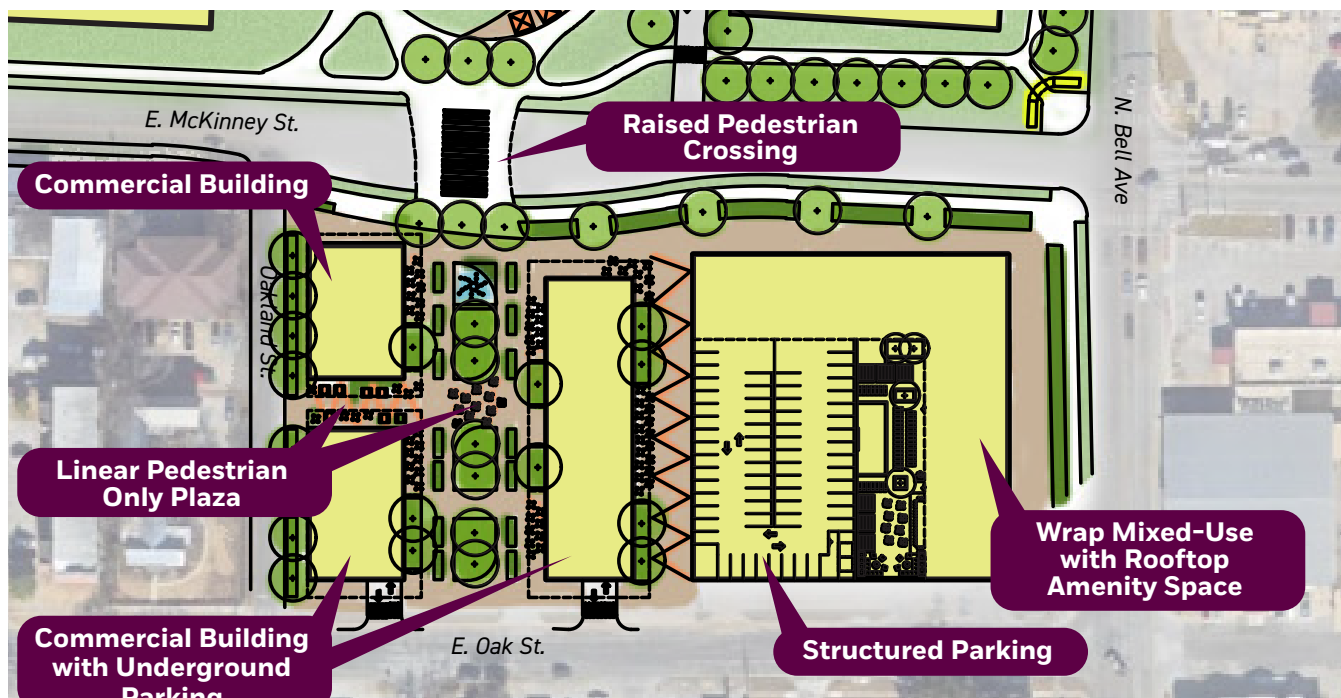 E. McKinney St.
Raised Pedestrian
Crossing
N. Bell Ave
Commercial Building
Oakland St.
Linear Pedestrian
Only Plaza
Wrap Mixed-Use
with Rooftop
Amenity Space
Commercial Building
with Underground
Parking
E. Oak St.
Structured Parking